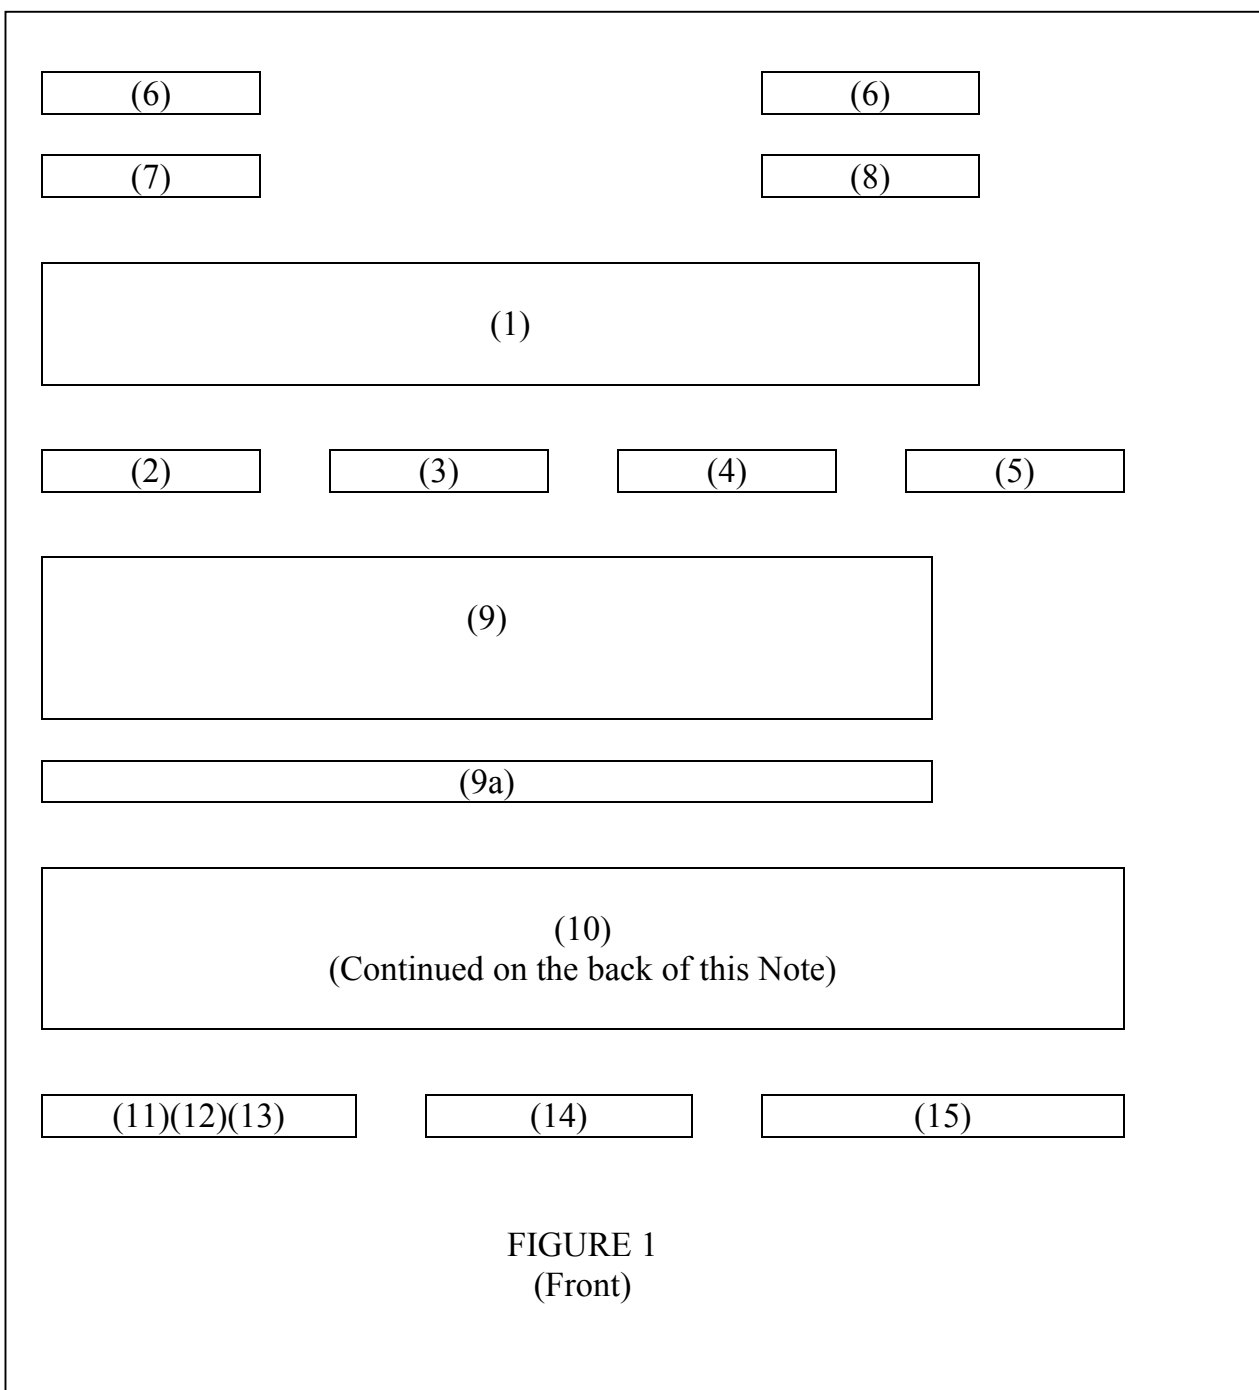 (6) (6)
(7) (8)
(1)
(2) (3) (4) (5)
(9)
(9a)
(10)
(Continued on the back of this Note)
(11)(12)(13) (14) (15)
FIGURE 1
(Front)